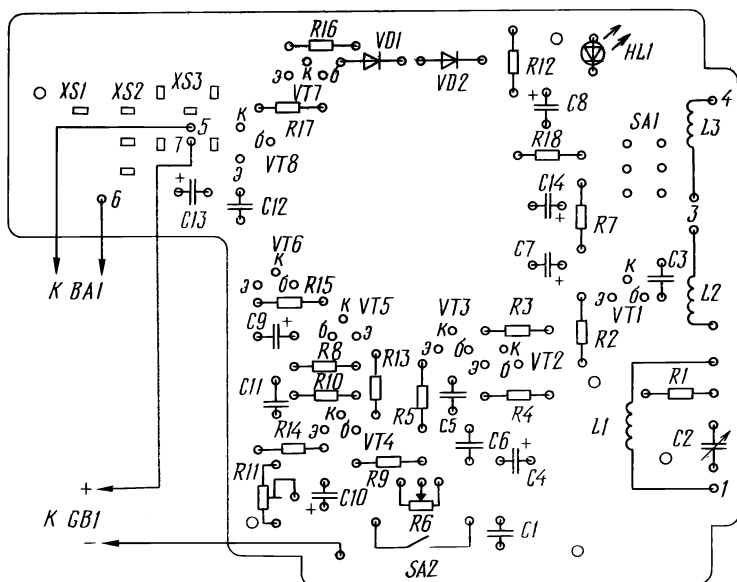 R16
VD1
HL1
К
Э
б
VT7
VD2
R12
XS1
XS2
XS3
C8
4
R17
5
К
SA1
L3
7
б
R18
VT8
Э
6
+
C13
C12
C14
+
R7
3
VT6
К
C7
+
C3
К BA1
Э
б
R15
К
L2
VT5
VT3
R3
Э
б
VT1
C9
+
К
К
R2
R8
б
Э
R13
Э
б
К
Э
б
VT2
C11
R10
R1
К
R5
C5
R4
L1
C2
Э
б
VT4
R14
C6
+
C4
R11
R9
+
C10
+
1
К GB1
R6
C1
−
SA2